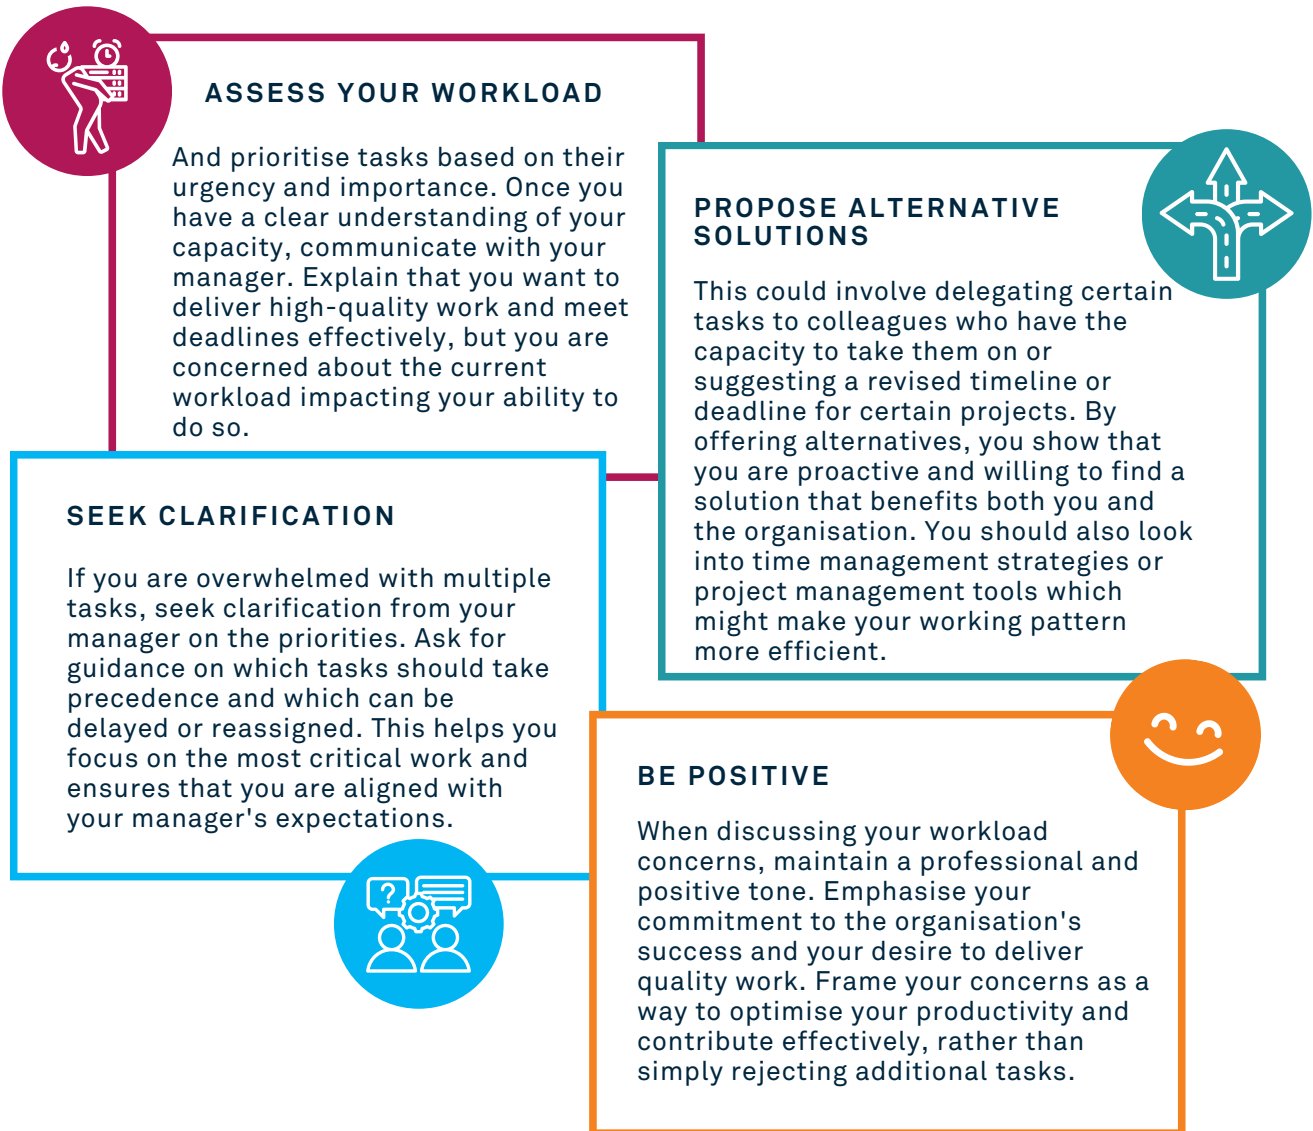 ASSESS YOUR WORKLOAD
And prioritise tasks based on their
urgency and importance. Once you
have a clear understanding of your
capacity, communicate with your
manager. Explain that you want to
deliver high-quality work and meet
deadlines effectively, but you are
concerned about the current
workload impacting your ability to
do so.
PROPOSE ALTERNATIVE
SOLUTIONS
This could involve delegating certain
tasks to colleagues who have the
capacity to take them on or
suggesting a revised timeline or
deadline for certain projects. By
offering alternatives, you show that
you are proactive and willing to find a
solution that benefits both you and
the organisation. You should also look
into time management strategies or
project management tools which
might make your working pattern
more efficient.
SEEK CLARIFICATION
If you are overwhelmed with multiple
tasks, seek clarification from your
manager on the priorities. Ask for
guidance on which tasks should take
precedence and which can be
delayed or reassigned. This helps you
focus on the most critical work and
ensures that you are aligned with
your manager's expectations.
?
BE POSITIVE
When discussing your workload
concerns, maintain a professional and
positive tone. Emphasise your
commitment to the organisation's
success and your desire to deliver
quality work. Frame your concerns as a
way to optimise your productivity and
contribute effectively, rather than
simply rejecting additional tasks.